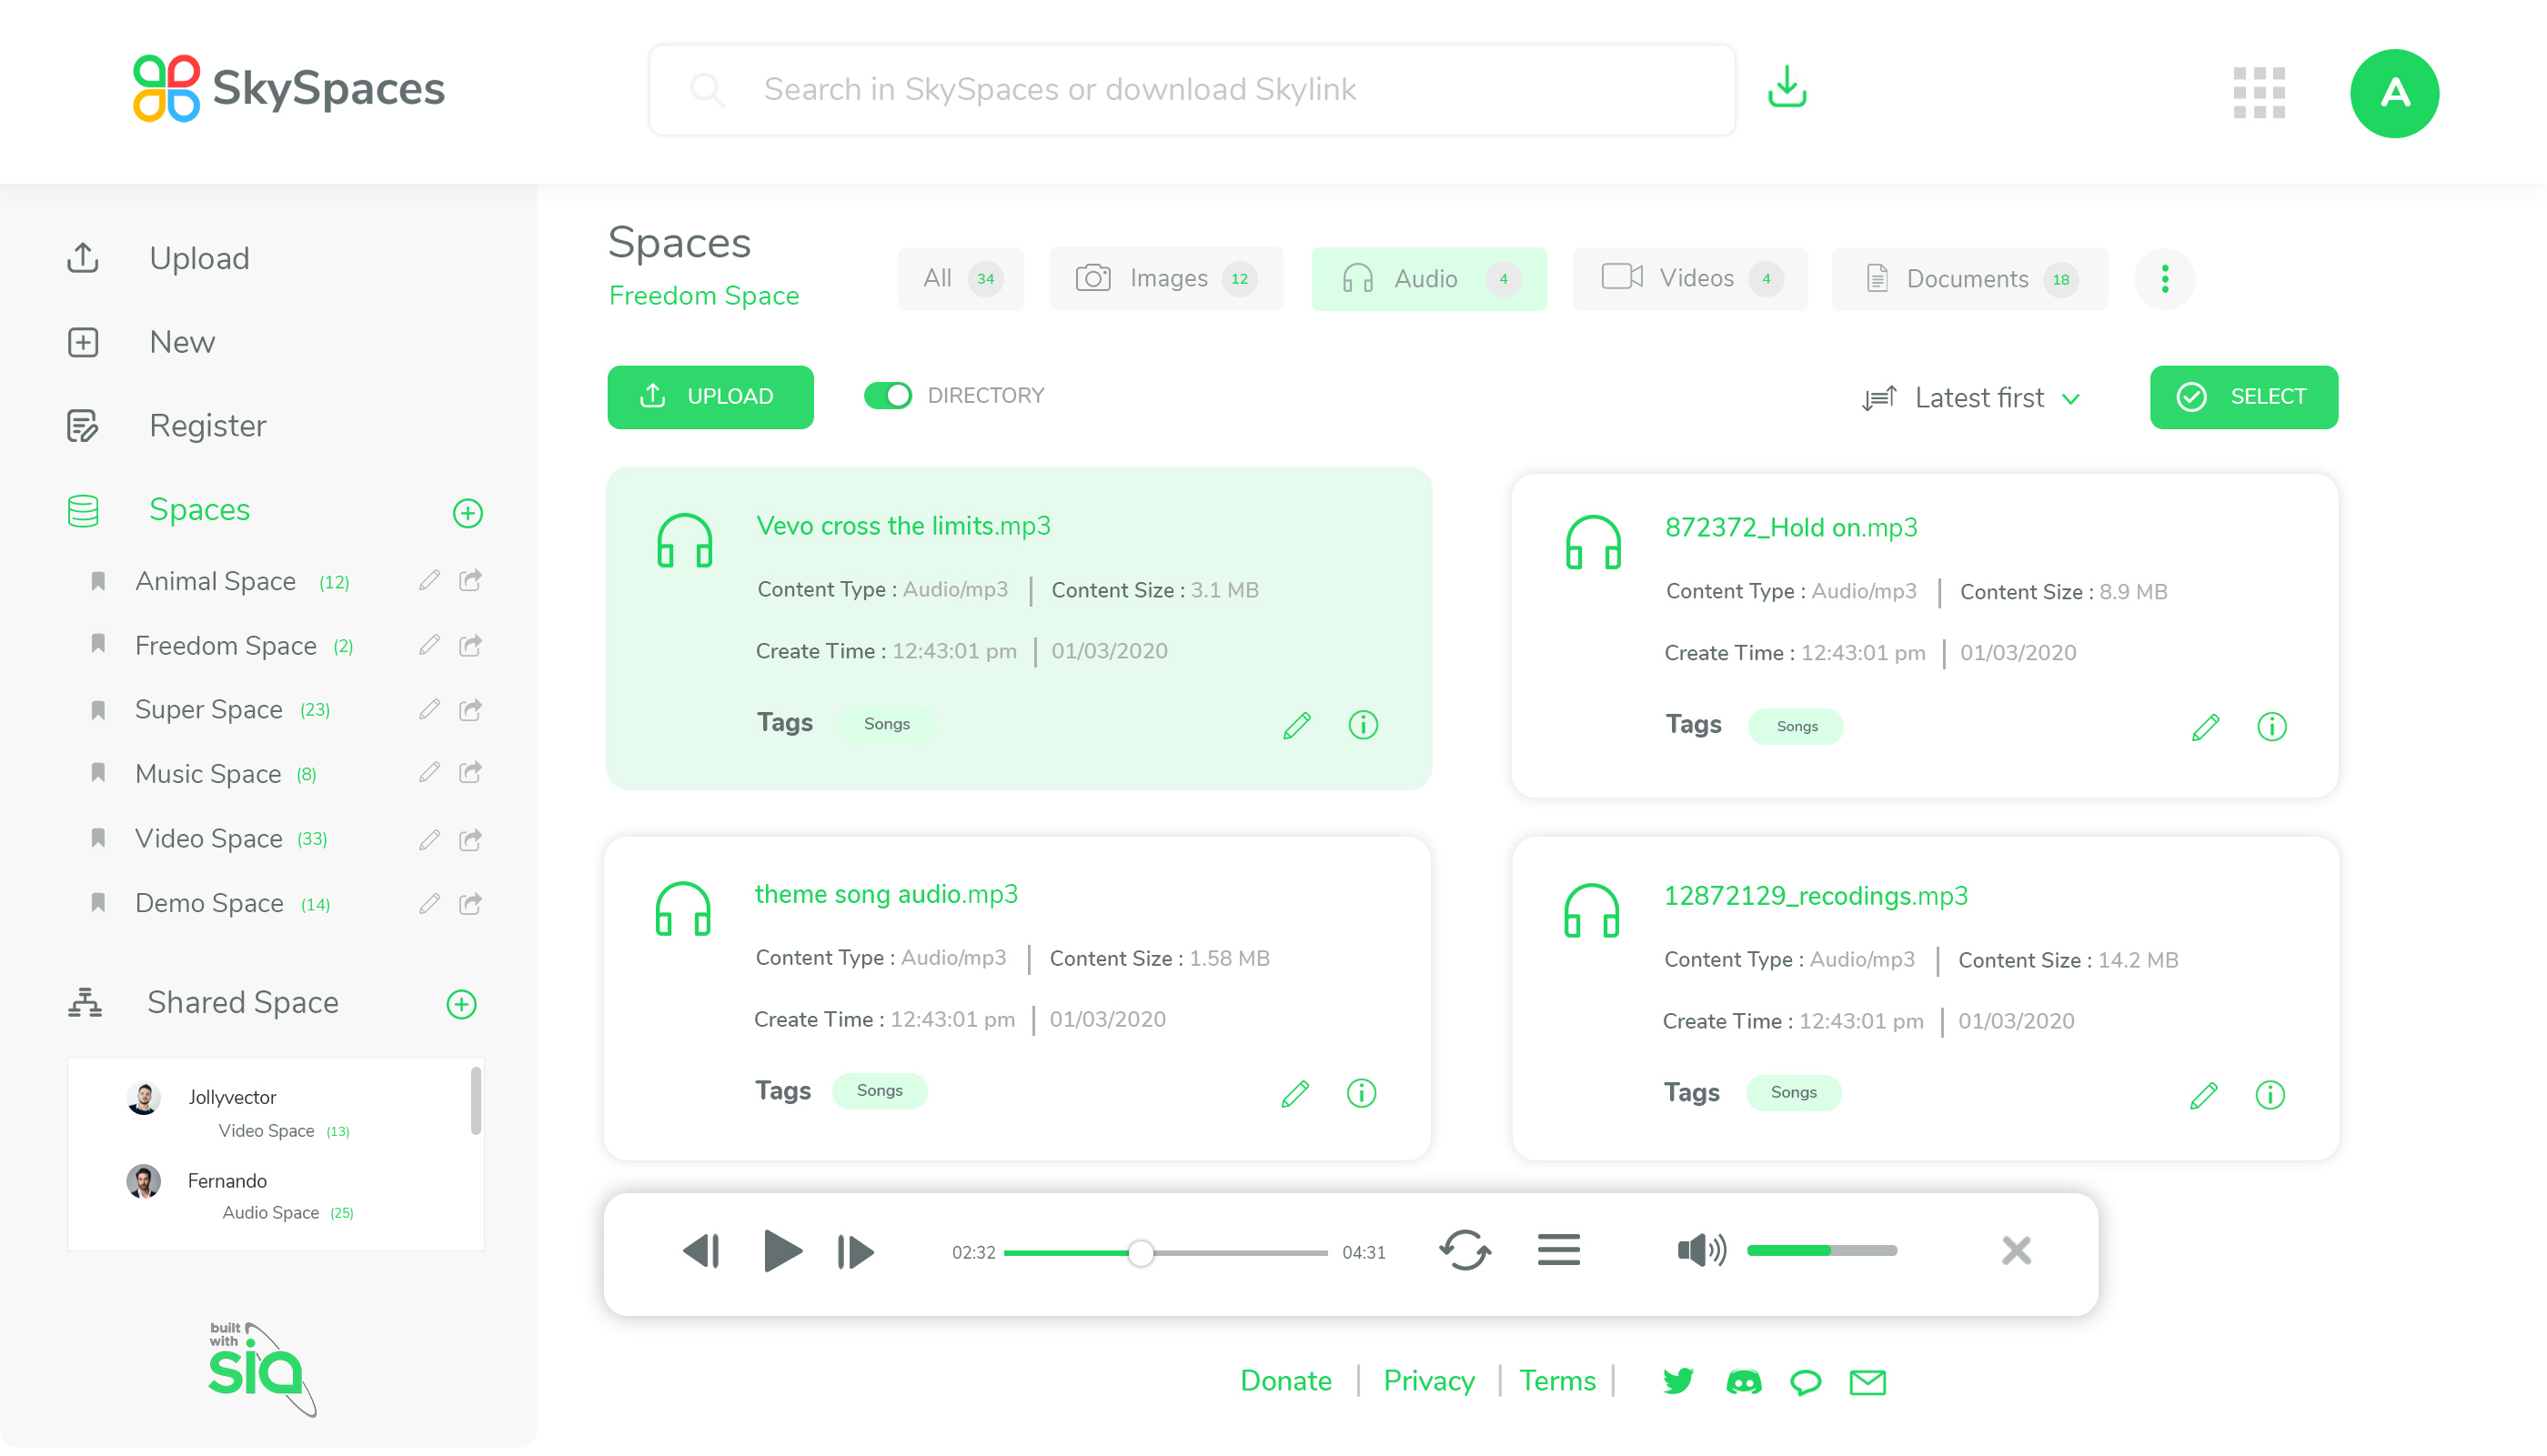 SkySpaces
Search in SkySpaces or download Skylink
A
Upload
New
Register
Spaces
Animal Space (12)
Freedom Space (2)
Super Space (23)
Music Space (8)
Video Space (33)
Demo Space (14)
Shared Space
Jollyvector
Video Space (13)
Fernando
Audio Space (25)
built
with
sia
Spaces
Freedom Space
All 34
Images 12
Audio 4
Videos 4
Documents 18
UPLOAD
DIRECTORY
Latest first
SELECT
Vevo cross the limits.mp3
Content Type : Audio/mp3 | Content Size : 3.1 MB
Create Time : 12:43:01 pm | 01/03/2020
Tags Songs
872372_Hold on.mp3
Content Type : Audio/mp3 | Content Size : 8.9 MB
Create Time : 12:43:01 pm | 01/03/2020
Tags Songs
theme song audio.mp3
Content Type : Audio/mp3 | Content Size : 1.58 MB
Create Time : 12:43:01 pm | 01/03/2020
Tags Songs
12872129_recodings.mp3
Content Type : Audio/mp3 | Content Size : 14.2 MB
Create Time : 12:43:01 pm | 01/03/2020
Tags Songs
02:32 04:31
Donate | Privacy | Terms |